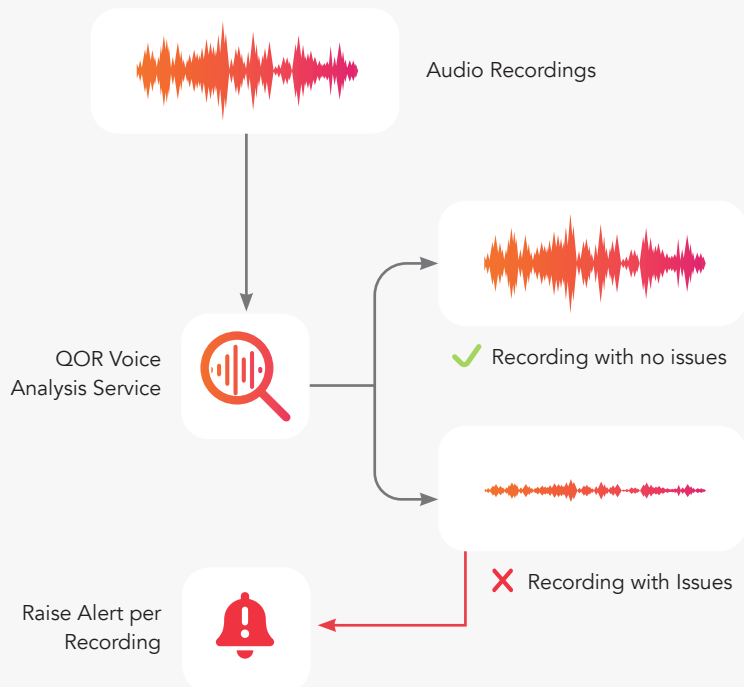 Audio Recordings
QOR Voice
Analysis Service
Recording with no issues
Recording with Issues
Raise Alert per
Recording